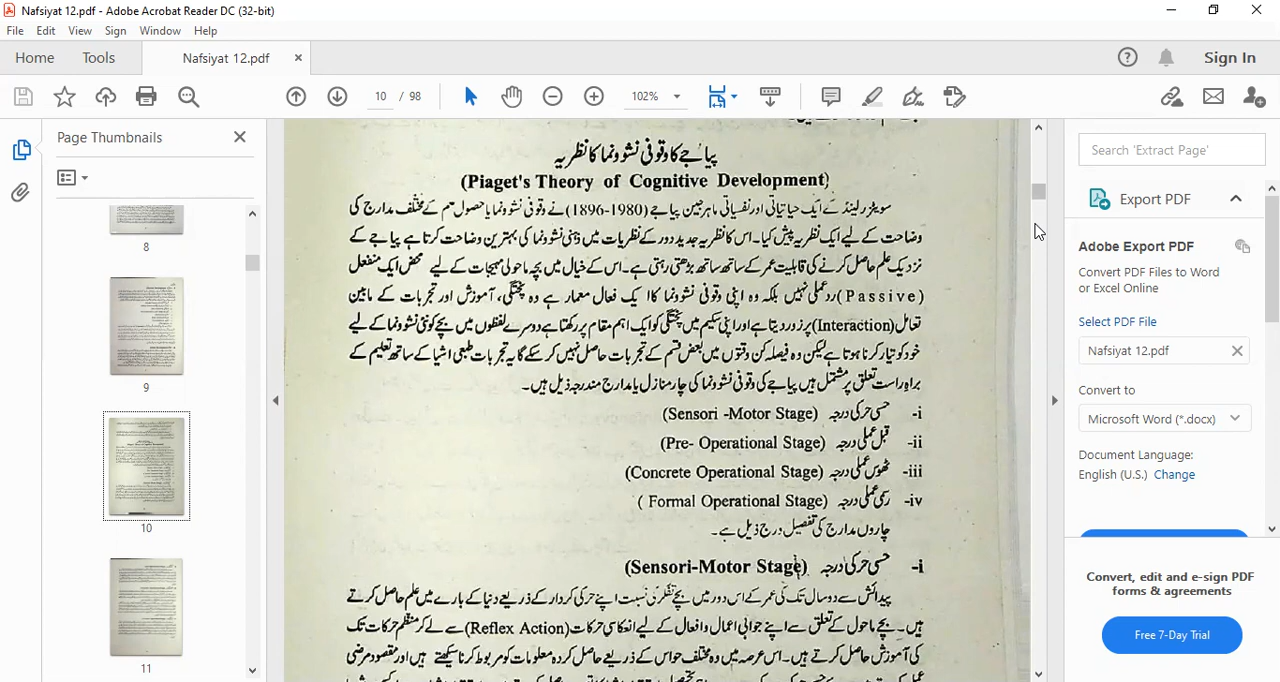 Nafsiyat 12.pdf - Adobe Acrobat Reader DC (32-bit)
File Edit View Sign Window Help
Home Tools Nafsiyat 12.pdf × Sign In
10 / 98 102%
Page Thumbnails
8
9
10
11
پیاجے کا وقوفی نشوونما کا نظریہ
(Piaget's Theory of Cognitive Development)
سویٹزرلینڈ کے ایک حیاتیاتی اور نفسیاتی ماہر جین پیاجے (1896-1980) نے وقوفی نشوونما یا حصول علم کے مختلف مدارج کی
وضاحت کے لیے ایک نظریہ پیش کیا۔ اس کا نظریہ جدید دور کے نظریات میں ذہنی نشوونما کی بہترین وضاحت کرتا ہے پیاجے کے
نزدیک علم حاصل کرنے کی قابلیت عمر کے ساتھ ساتھ بڑھتی رہتی ہے۔ اس کے خیال میں بچہ ماحولی مہیجات کے لیے محض ایک منفعل
(Passive) ردعملی نہیں بلکہ وہ اپنی وقوفی نشوونما کا ایک فعال معمار ہے وہ پختگی، آموزش اور تجربات کے مابین
تعامل (Interaction) پر زور دیتا ہے اور اپنی سکیم میں پختگی کو ایک اہم مقام پر رکھتا ہے دوسرے لفظوں میں بچے کو نئی نشوونما کے لیے
خود کو تیار کرنا ہوتا ہے لیکن وہ فیصلہ کن وقتوں میں بعض قسم کے تجربات حاصل نہیں کر سکے گا یہ تجربات طبعی اشیا کے ساتھ تعلیم کے
براہ راست تعلق پر مشتمل ہیں پیاجے کی وقوفی نشوونما کی چار منازل یا مدارج مندرجہ ذیل ہیں۔
i- حسی حرکی درجہ (Sensori -Motor Stage)
ii- قبل عملی درجہ (Pre- Operational Stage)
iii- ٹھوس عملی درجہ (Concrete Operational Stage)
iv- رسمی عملی درجہ ( Formal Operational Stage)
چاروں مدارج کی تفصیل درج ذیل ہے۔
i- حسی حرکی درجہ (Sensori-Motor Stage)
پیدائش سے دو سال تک کی عمر کے اس دور میں بچے تفکر کی نسبت اپنے حرکی کردار کے ذریعے دنیا کے بارے میں علم حاصل کرتے
ہیں۔ بچے ماحول کے تعلق سے اپنے جوابی اعمال و افعال کے لیے انعکاسی حرکات (Reflex Action) سے لے کر منظم حرکات تک
کی آموزش حاصل کرتے ہیں۔ اس عرصہ میں وہ مختلف حواس کے ذریعے حاصل کردہ معلومات کو مربوط کرنا سیکھتے ہیں اور مقصود مرضی
Search 'Extract Page'
Export PDF
Adobe Export PDF
Convert PDF Files to Word
or Excel Online
Select PDF File
Nafsiyat 12.pdf ×
Convert to
Microsoft Word (*.docx)
Document Language:
English (U.S.) Change
Convert, edit and e-sign PDF
forms & agreements
Free 7-Day Trial